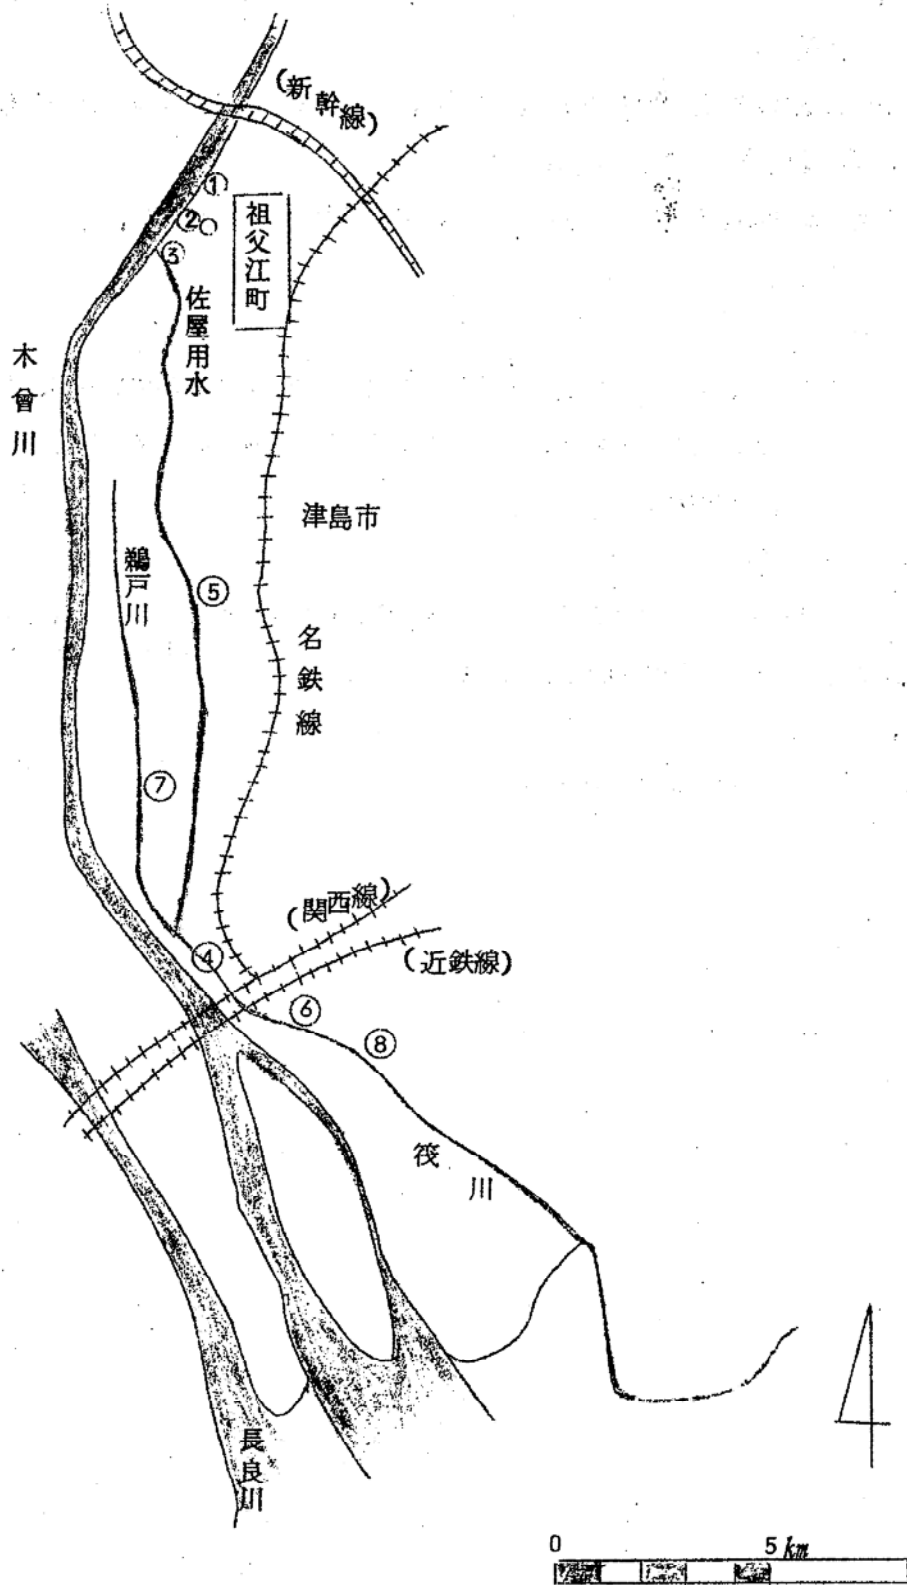 (新幹線)
①
②
③
祖父江町
佐屋用水
木曾川
津島市
鵜戸川
⑤
名鉄線
⑦
(関西線)
④
(近鉄線)
⑥
⑧
筏川
長良川
0 5 km